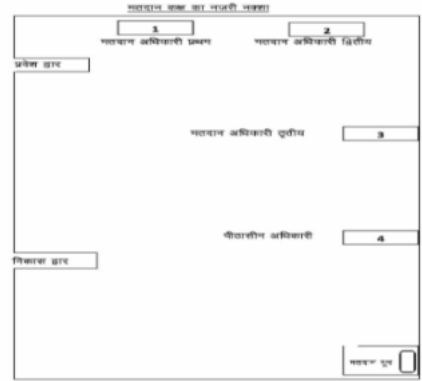 मतदान कक्ष का नजरी नक्शा
1
2
मतदान अधिकारी प्रथम
मतदान अधिकारी द्वितीय
प्रवेश द्वार
मतदान अधिकारी तृतीय
3
पीठासीन अधिकारी
4
निकास द्वार
मतदान